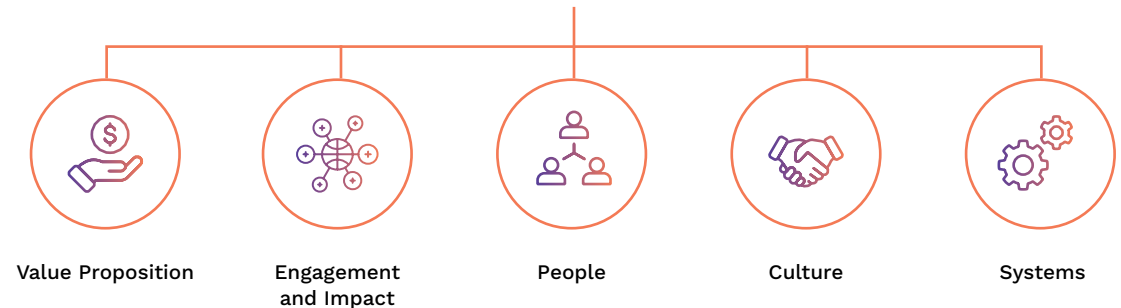 $
Value Proposition
Engagement
and Impact
People
Culture
Systems